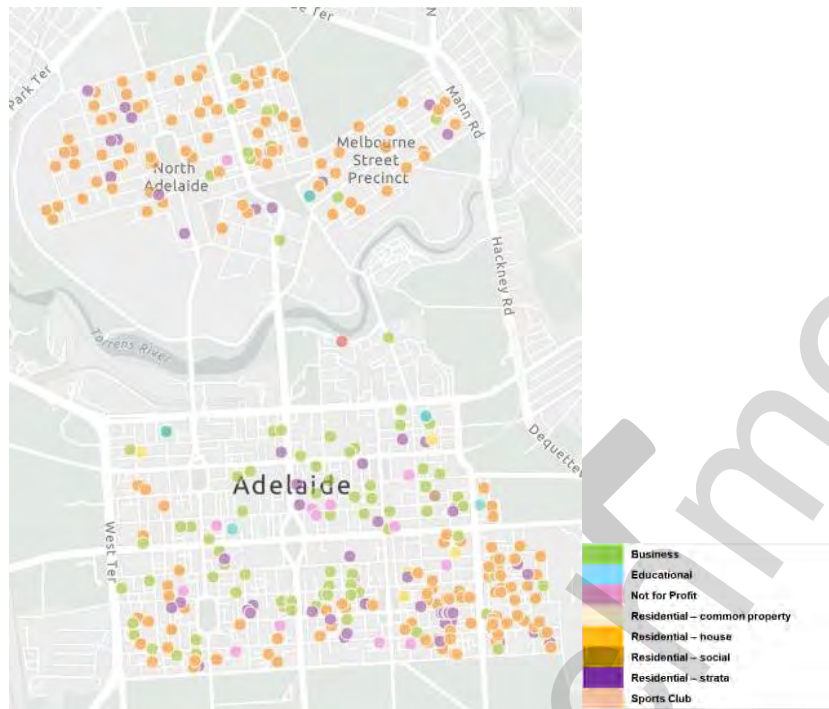 Park Ter
Mann Rd
Melbourne
Street
Precinct
North
Adelaide
Hackney Rd
Torrens River
Adelaide
West Ter
Business
Educational
Not for Profit
Residential – common property
Residential – house
Residential – social
Residential – strata
Sports Club